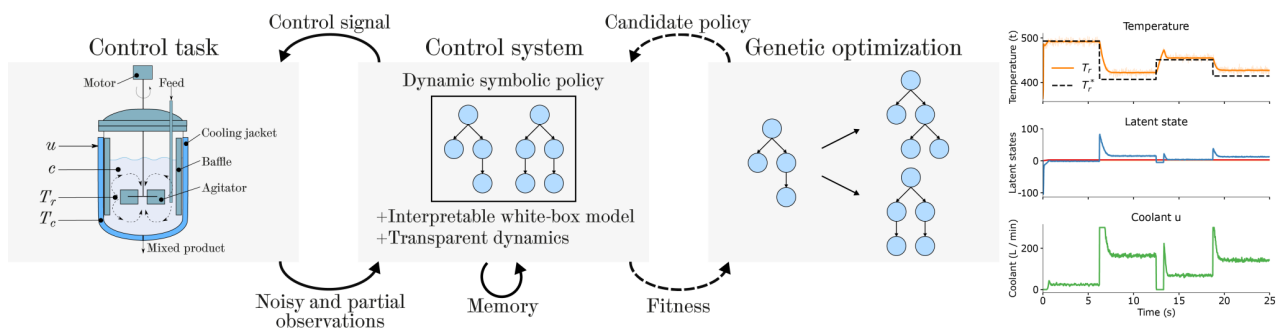 Control signal
Candidate policy
Control task
Control system
Genetic optimization
Motor
Feed
Cooling jacket
u
Baffle
c
Agitator
T_r
T_c
Mixed product
Dynamic symbolic policy
+Interpretable white-box model
+Transparent dynamics
Noisy and partial
observations
Memory
Fitness
Temperature
Temperature (t)
500
400
T_r
T_r^*
Latent state
Latent states
100
0
-100
Coolant u
Coolant (L / min)
200
0
0 5 10 15 20 25
Time (s)